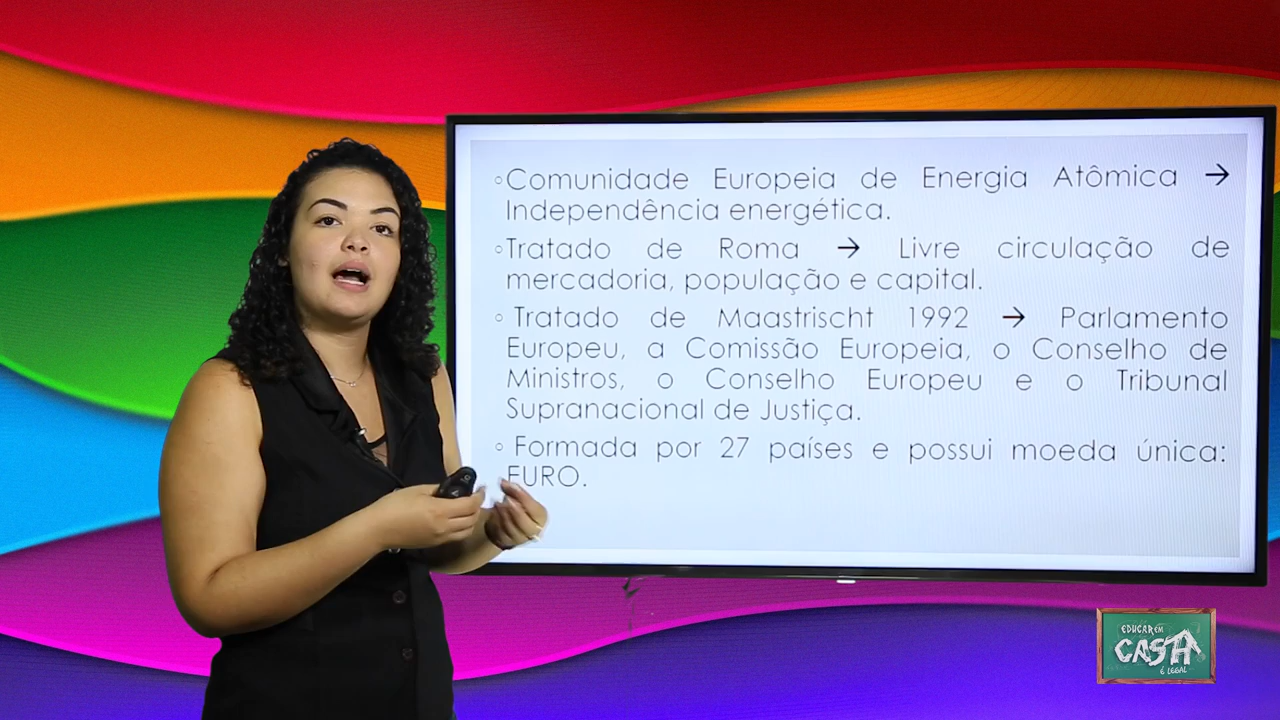 ◦Comunidade Europeia de Energia Atômica →
Independência energética.
◦Tratado de Roma → Livre circulação de
mercadoria, população e capital.
◦ Tratado de Maastrischt 1992 → Parlamento
Europeu, a Comissão Europeia, o Conselho de
Ministros, o Conselho Europeu e o Tribunal
Supranacional de Justiça.
◦ Formada por 27 países e possui moeda única:
EURO.
EDUCAR EM
CASA
É LEGAL